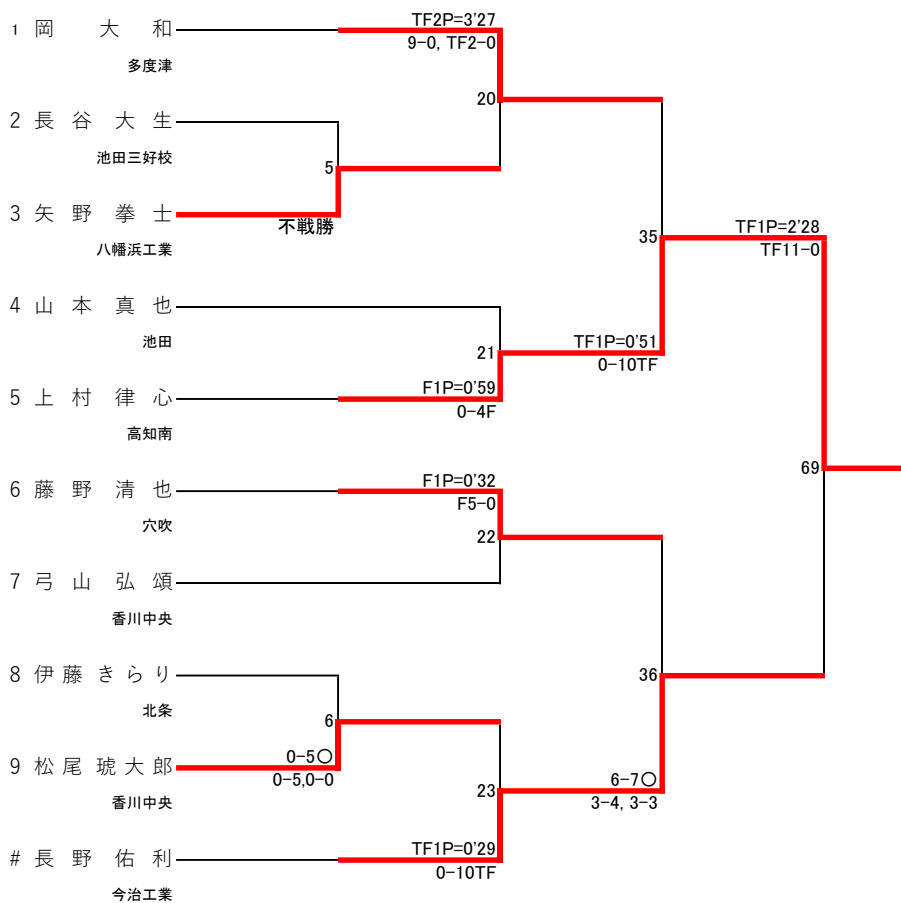 1 岡 大 和
TF2P=3'27
9-0, TF2-0
多度津
20
2 長 谷 大 生
池田三好校
5
3 矢 野 拳 士
不戦勝
八幡浜工業
35
TF1P=2'28
TF11-0
4 山 本 真 也
池田
21
TF1P=0'51
0-10TF
5 上 村 律 心
F1P=0'59
0-4F
高知南
69
6 藤 野 清 也
F1P=0'32
F5-0
穴吹
22
7 弓 山 弘 頌
香川中央
8 伊 藤 き ら り
北条
36
6
9 松 尾 琥 大 郎
0-5〇
0-5,0-0
香川中央
23
6-7〇
3-4, 3-3
# 長 野 佑 利
TF1P=0'29
0-10TF
今治工業